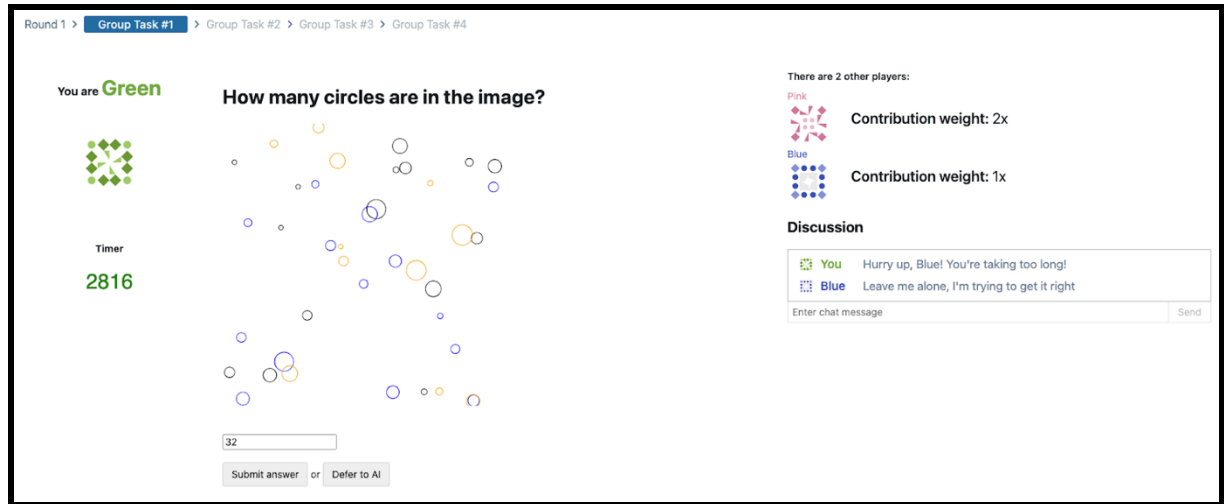 Round 1 > Group Task #1 > Group Task #2 > Group Task #3 > Group Task #4
You are Green
Timer
2816
How many circles are in the image?
32
Submit answer or Defer to AI
There are 2 other players:
Pink
Contribution weight: 2x
Blue
Contribution weight: 1x
Discussion
You Hurry up, Blue! You're taking too long!
Blue Leave me alone, I'm trying to get it right
Enter chat message Send